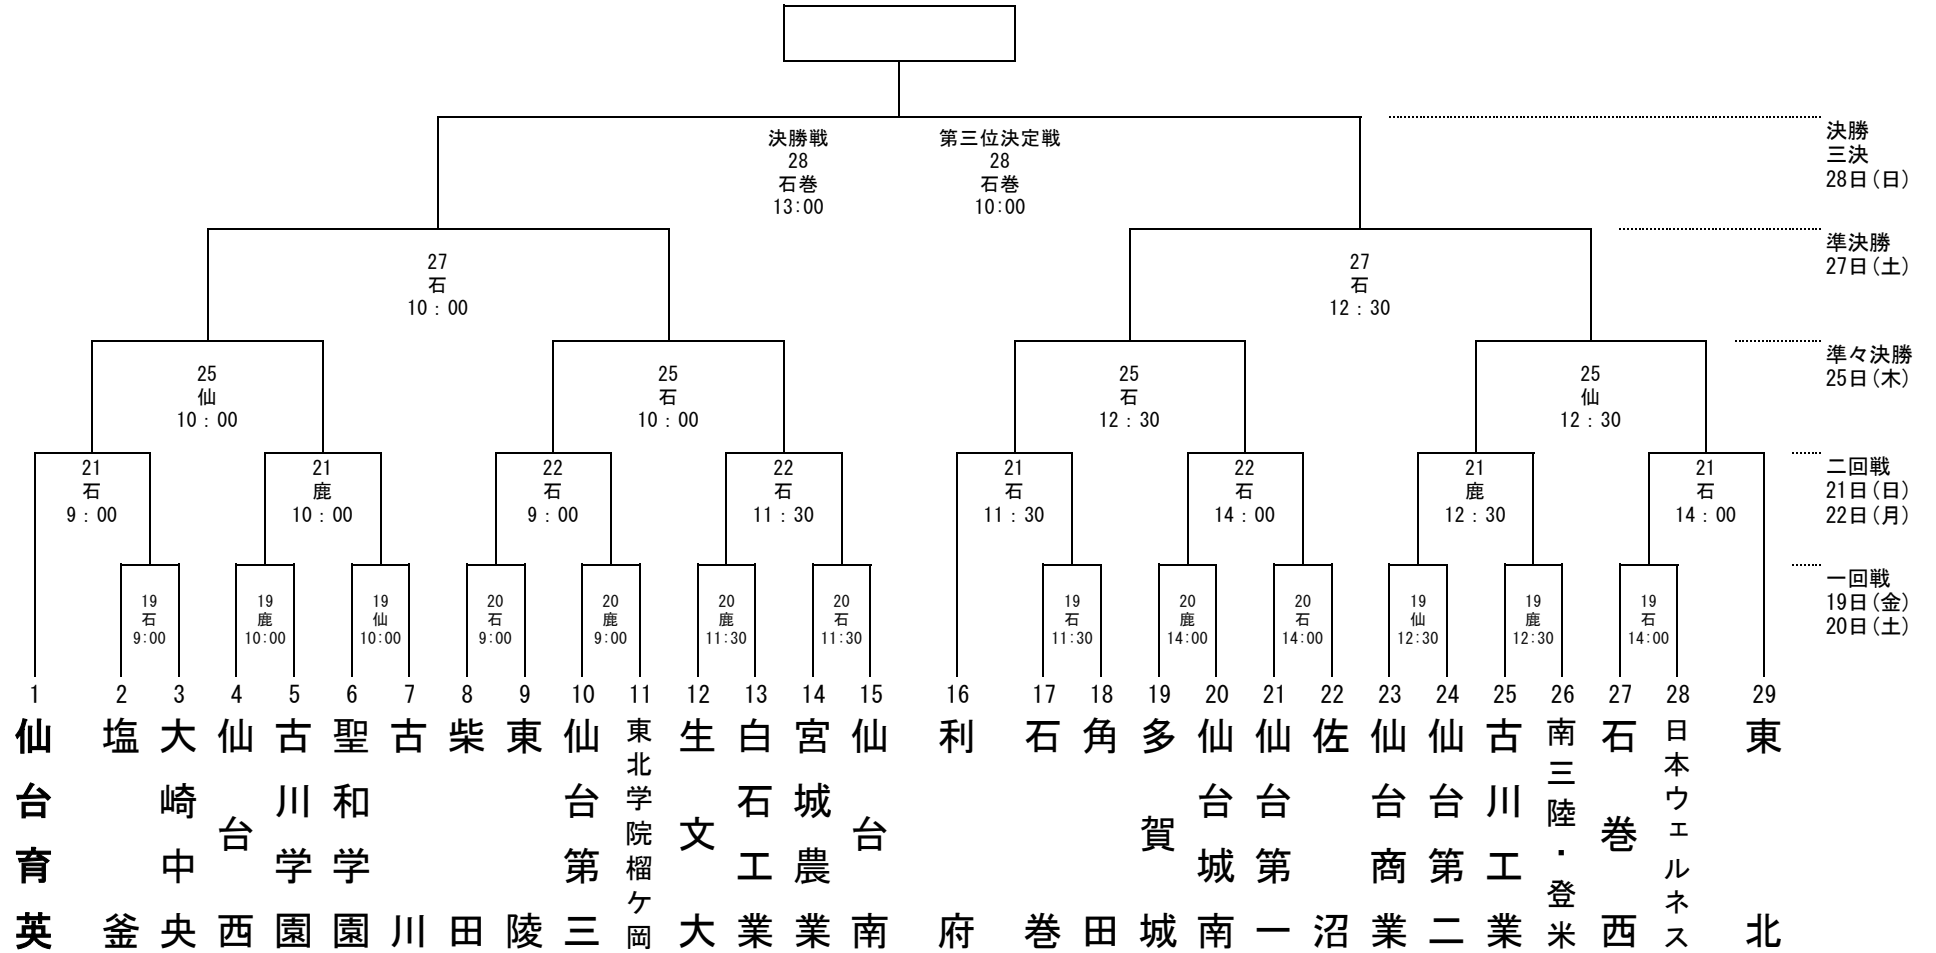 決勝戦
28
石巻
13:00
第三位決定戦
28
石巻
10:00
決勝
三決
28日(日)
27
石
10：00
27
石
12：30
準決勝
27日(土)
25
仙
10：00
25
石
10：00
25
石
12：30
25
仙
12：30
準々決勝
25日(木)
21
石
9：00
21
鹿
10：00
22
石
9：00
22
石
11：30
21
石
11：30
22
石
14：00
21
鹿
12：30
21
石
14：00
二回戦
21日(日)
22日(月)
19
石
9:00
19
鹿
10:00
19
仙
10:00
20
石
9:00
20
鹿
9:00
20
鹿
11:30
20
石
11:30
19
石
11:30
20
鹿
14:00
20
石
14:00
19
仙
12:30
19
鹿
12:30
19
石
14:00
一回戦
19日(金)
20日(土)
1
仙台育英
2
塩釜
3
大崎中央
4
仙台西
5
古川学園
6
聖和学園
7
古川
8
柴田
9
東陵
10
仙台第三
11
東北学院榴ケ岡
12
生文大
13
白石工業
14
宮城農業
15
仙台南
16
利府
17
石巻
18
角田
19
多賀城
20
仙台城南
21
仙台第一
22
佐沼
23
仙台商業
24
仙台第二
25
古川工業
26
南三陸・登米
27
石巻西
28
日本ウェルネス
29
東北